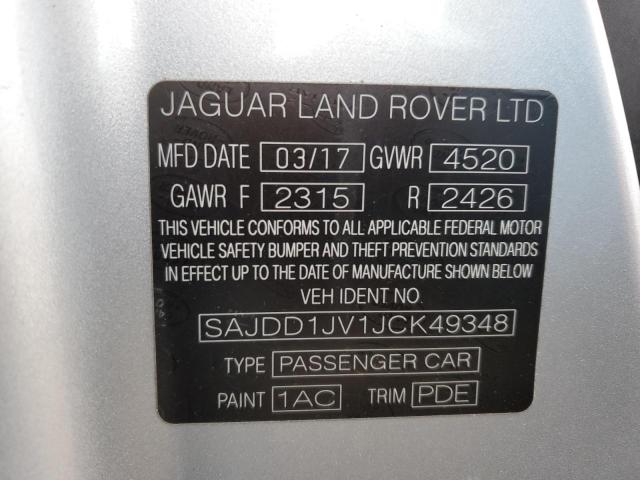 JAGUAR LAND ROVER LTD
MFD DATE 03/17 GVWR 4520
GAWR F 2315 R 2426
THIS VEHICLE CONFORMS TO ALL APPLICABLE FEDERAL MOTOR
VEHICLE SAFETY BUMPER AND THEFT PREVENTION STANDARDS
IN EFFECT UP TO THE DATE OF MANUFACTURE SHOWN BELOW
VEH IDENT NO.
SAJDD1JV1JCK49348
TYPE PASSENGER CAR
PAINT 1AC TRIM PDE